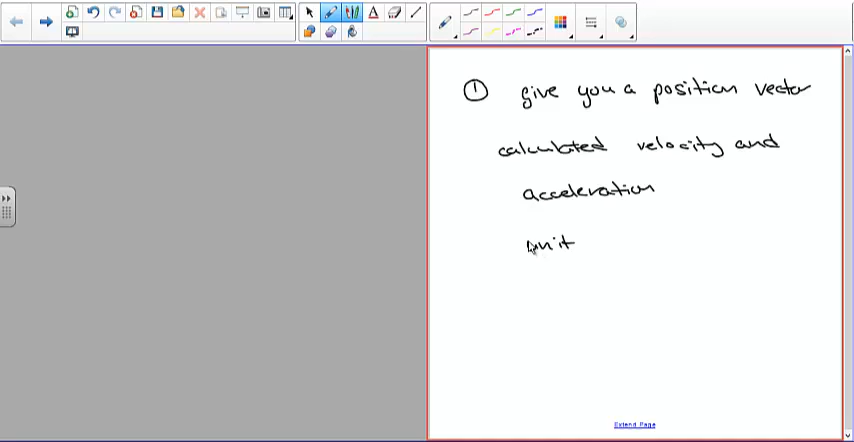 ① give you a position vector
calculated velocity and
acceleration
unit
Extend Page